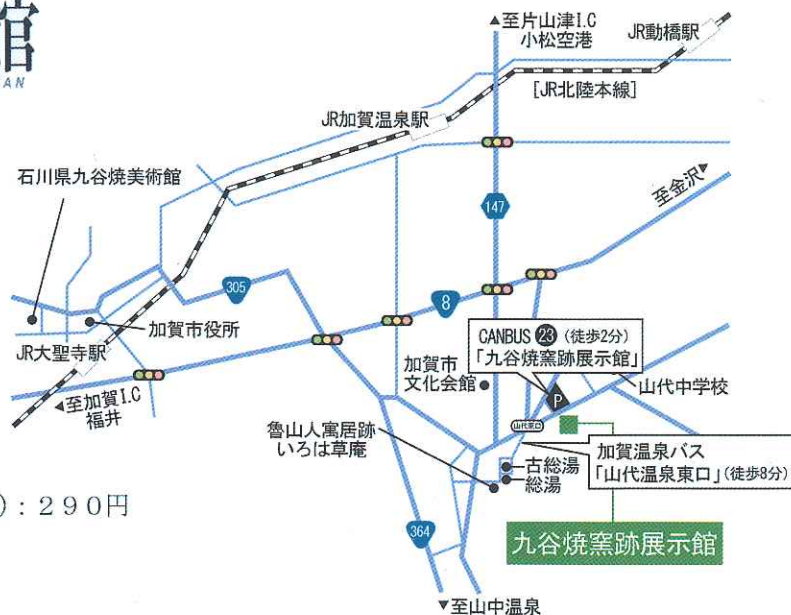 館
AN
▲至片山津I.C
小松空港
JR動橋駅
[JR北陸本線]
JR加賀温泉駅
石川県九谷焼美術館
至金沢▶
147
305
8
加賀市役所
JR大聖寺駅
CANBUS 23 (徒歩2分)
「九谷焼窯跡展示館」
加賀市
文化会館
P
山代中学校
◀至加賀I.C
福井
魯山人寓居跡
いろは草庵
山代東口
加賀温泉バス
「山代温泉東口」(徒歩8分)
古総湯
総湯
):290円
364
九谷焼窯跡展示館
▼至山中温泉